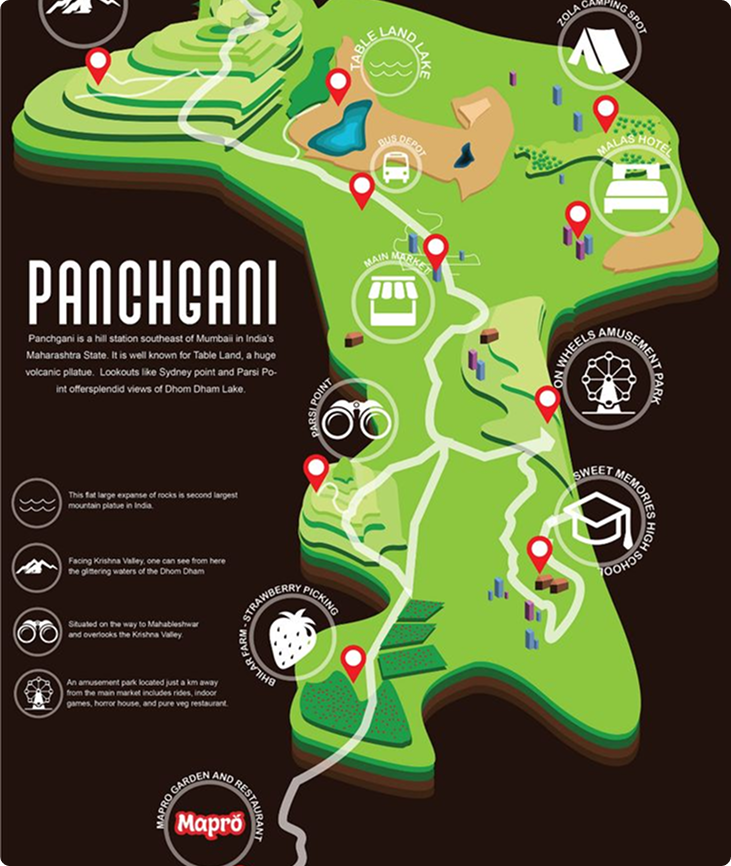 ZOLA CAMPING SPOT
TABLE LAND LAKE
BUS DEPOT
MALAS HOTEL
MAIN MARKET
PANCHGANI
Panchgani is a hill station southeast of Mumbaii in India's
Maharashtra State. It is well known for Table Land, a huge
volcanic pllatue. Lookouts like Sydney point and Parsi Po-
int offersplendid views of Dhom Dham Lake.
ON WHEELS AMUSEMENT PARK
PARSI POINT
SWEET MEMORIES HIGH SCHOOL
This flat large expanse of rocks is second largest
mountain platue in India.
Facing Krishna Valley, one can see from here
the glittering waters of the Dhom Dham
Situated on the way to Mahableshwar
and overlooks the Krishna Valley.
An amusement park located just a km away
from the main market includes rides, indoor
games, horror house, and pure veg restaurant.
BHILAR FARM - STRAWBERRY PICKING
MAPRO GARDEN AND RESTAURANT
Mapro